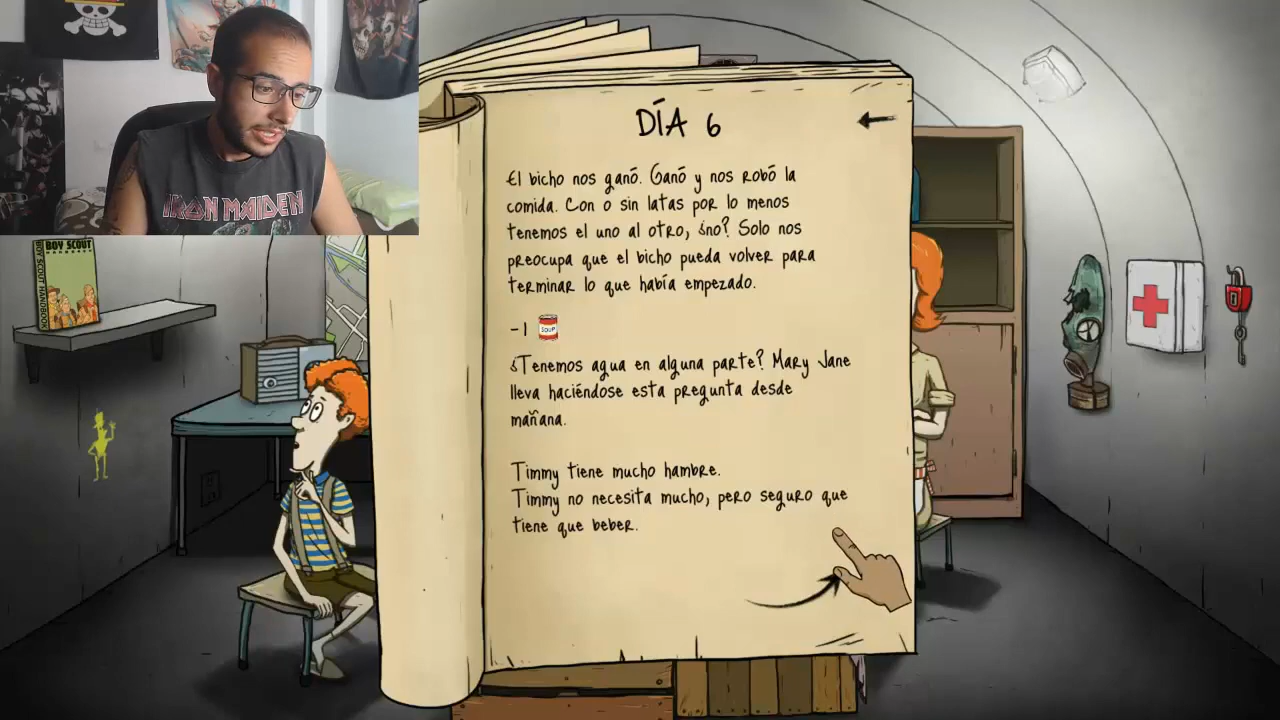 IRON MAIDEN
BOY SCOUT
BOY SCOUT HANDBOOK
DÍA 6
El bicho nos ganó. Ganó y nos robó la
comida. Con o sin latas por lo menos
tenemos el uno al otro, ¿no? Solo nos
preocupa que el bicho pueda volver para
terminar lo que había empezado.
-1 SOUP
¿Tenemos agua en alguna parte? Mary Jane
lleva haciéndose esta pregunta desde
mañana.
Timmy tiene mucho hambre.
Timmy no necesita mucho, pero seguro que
tiene que beber.